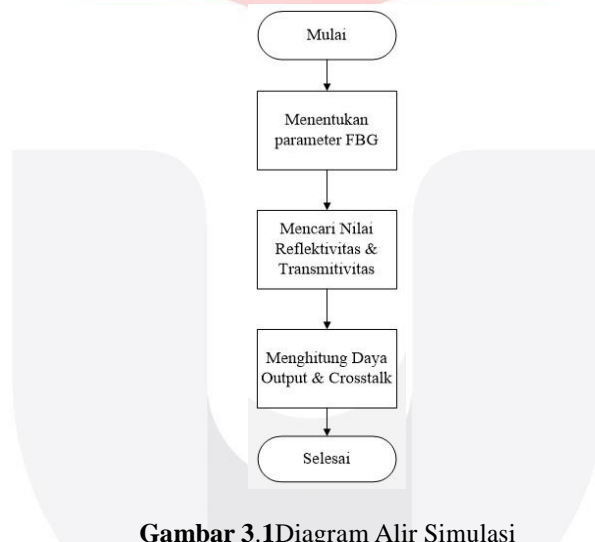 Mulai
Menentukan
parameter FBG
Mencari Nilai
Reflektivitas &
Transmitivitas
Menghitung Daya
Output & Crosstalk
Selesai
Gambar 3.1Diagram Alir Simulasi